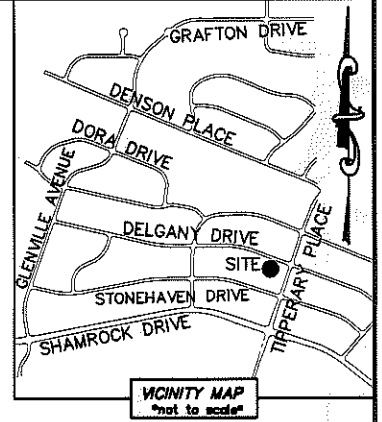 GRAFTON DRIVE
DENSON PLACE
DORA DRIVE
GLENVILLE AVENUE
DELGANY DRIVE
TIPPERARY PLACE
SITE
STONEHAVEN DRIVE
SHAMROCK DRIVE
VICINITY MAP
"not to scale"